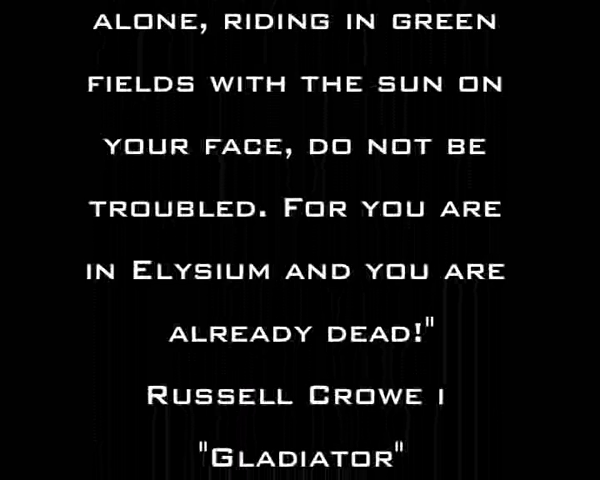 ALONE, RIDING IN GREEN
FIELDS WITH THE SUN ON
YOUR FACE, DO NOT BE
TROUBLED. FOR YOU ARE
IN ELYSIUM AND YOU ARE
ALREADY DEAD!"
RUSSELL CROWE I
"GLADIATOR"